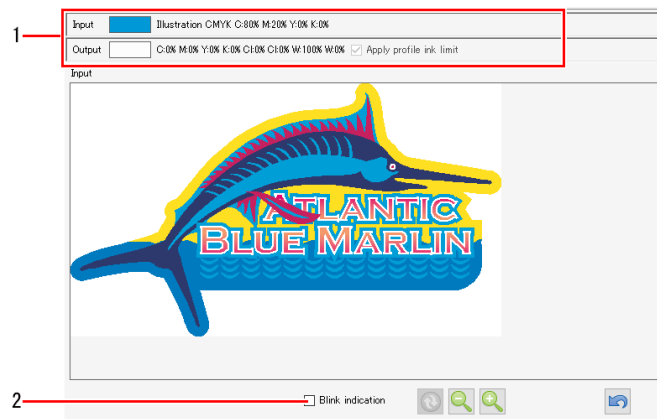 1
Input Illustration CMYK C:80% M:20% Y:0% K:0%
Output C:0% M:0% Y:0% K:0% Cl:0% Cl:0% W:100% W:0% Apply profile ink limit
Input
ATLANTIC
BLUE MARLIN
2
Blink indication